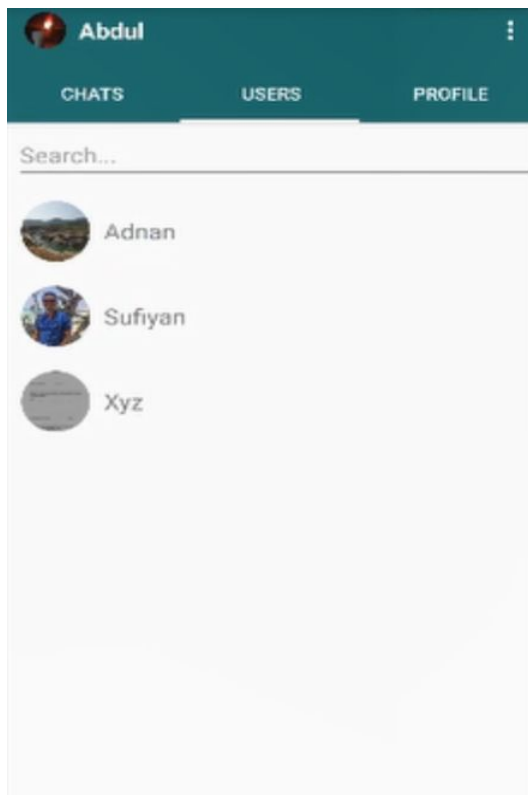 Abdul
CHATS USERS PROFILE
Search...
Adnan
Sufiyan
Xyz